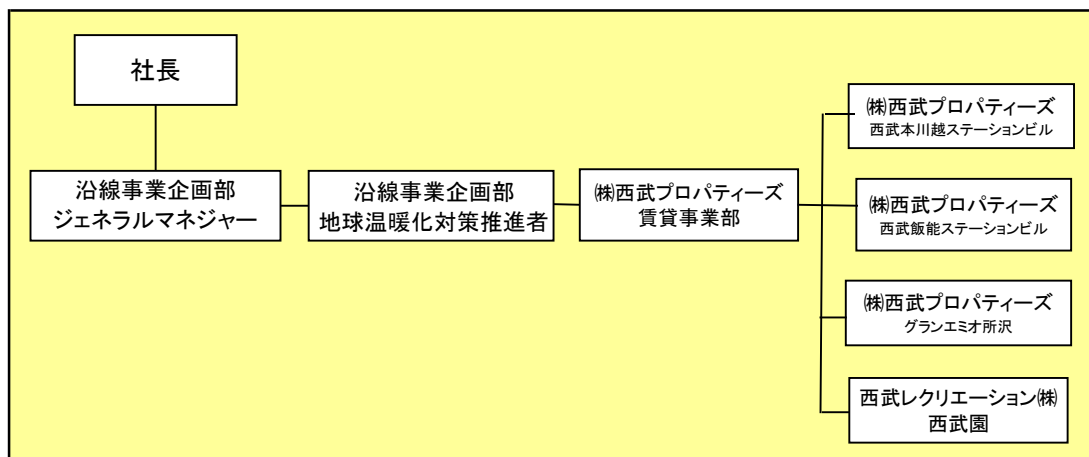 社長
沿線事業企画部
ジェネラルマネジャー
沿線事業企画部
地球温暖化対策推進者
㈱西武プロパティーズ
賃貸事業部
㈱西武プロパティーズ
西武本川越ステーションビル
㈱西武プロパティーズ
西武飯能ステーションビル
㈱西武プロパティーズ
グランエミオ所沢
西武レクリエーション㈱
西武園